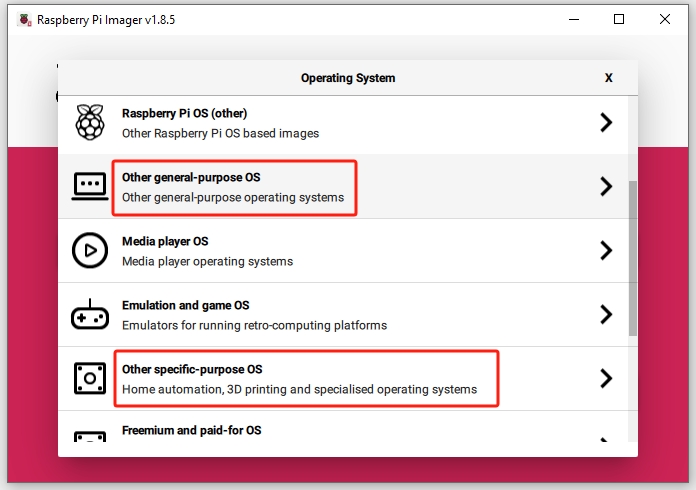 Raspberry Pi Imager v1.8.5
Operating System
X
Raspberry Pi OS (other)
Other Raspberry Pi OS based images
Other general-purpose OS
Other general-purpose operating systems
Media player OS
Media player operating systems
Emulation and game OS
Emulators for running retro-computing platforms
Other specific-purpose OS
Home automation, 3D printing and specialised operating systems
Freemium and paid-for OS